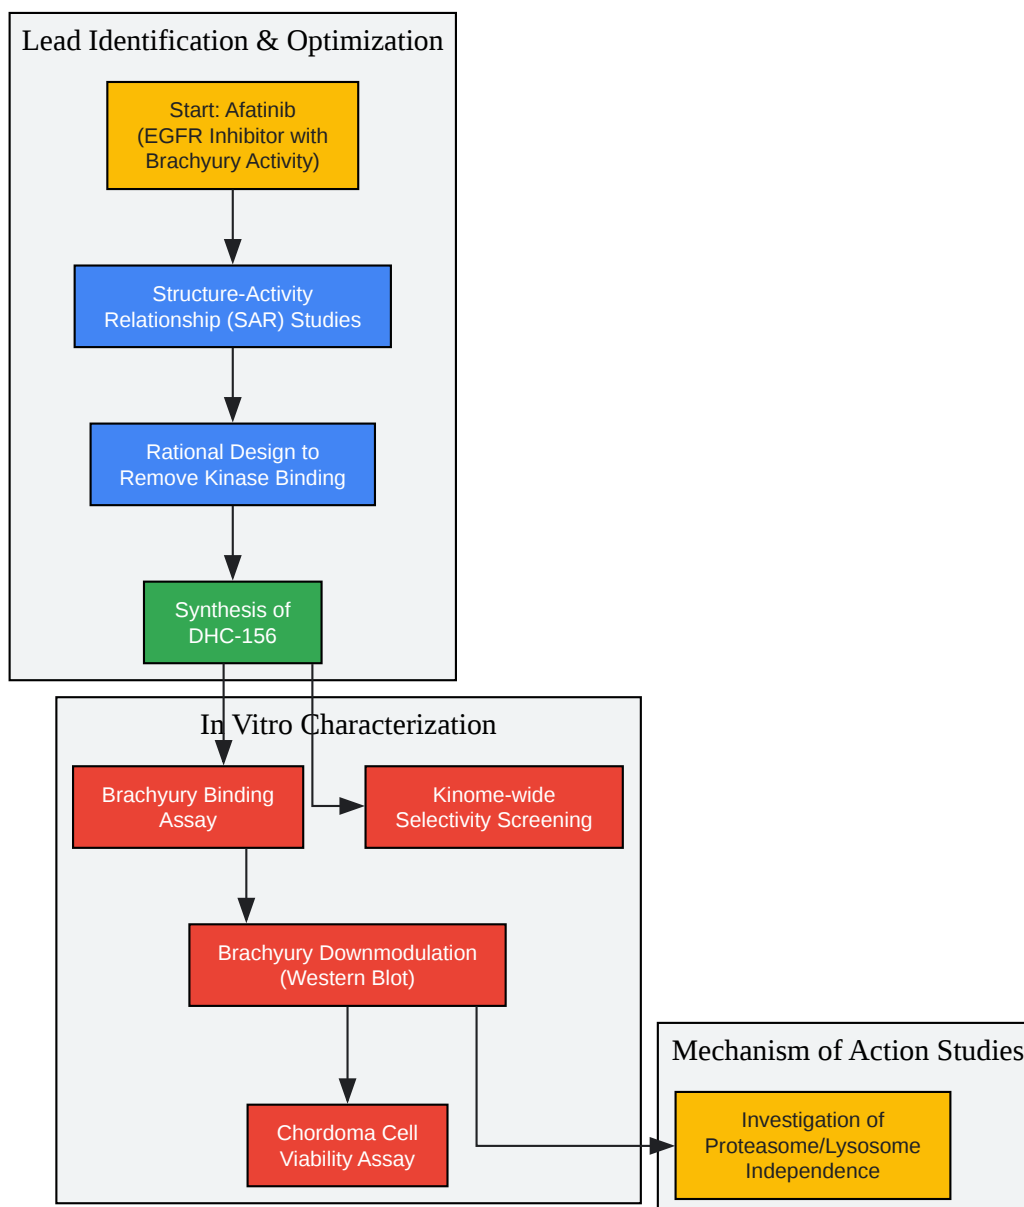 Lead Identification & Optimization
Start: Afatinib
(EGFR Inhibitor with
Brachyury Activity)
Structure-Activity
Relationship (SAR) Studies
Rational Design to
Remove Kinase Binding
Synthesis of
DHC-156
In Vitro Characterization
Brachyury Binding
Assay
Kinome-wide
Selectivity Screening
Brachyury Downmodulation
(Western Blot)
Chordoma Cell
Viability Assay
Mechanism of Action Studies
Investigation of
Proteasome/Lysosome
Independence